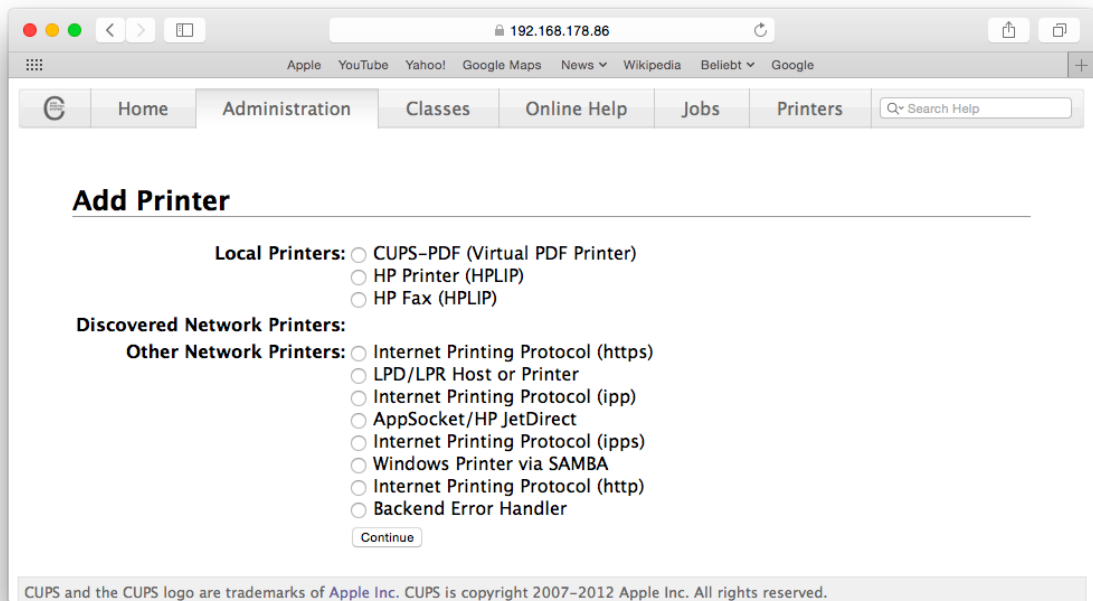 192.168.178.86
Apple YouTube Yahoo! Google Maps News Wikipedia Beliebt Google
Home Administration Classes Online Help Jobs Printers Search Help
Add Printer
Local Printers: CUPS-PDF (Virtual PDF Printer)
HP Printer (HPLIP)
HP Fax (HPLIP)
Discovered Network Printers:
Other Network Printers: Internet Printing Protocol (https)
LPD/LPR Host or Printer
Internet Printing Protocol (ipp)
AppSocket/HP JetDirect
Internet Printing Protocol (ipps)
Windows Printer via SAMBA
Internet Printing Protocol (http)
Backend Error Handler
Continue
CUPS and the CUPS logo are trademarks of Apple Inc. CUPS is copyright 2007-2012 Apple Inc. All rights reserved.